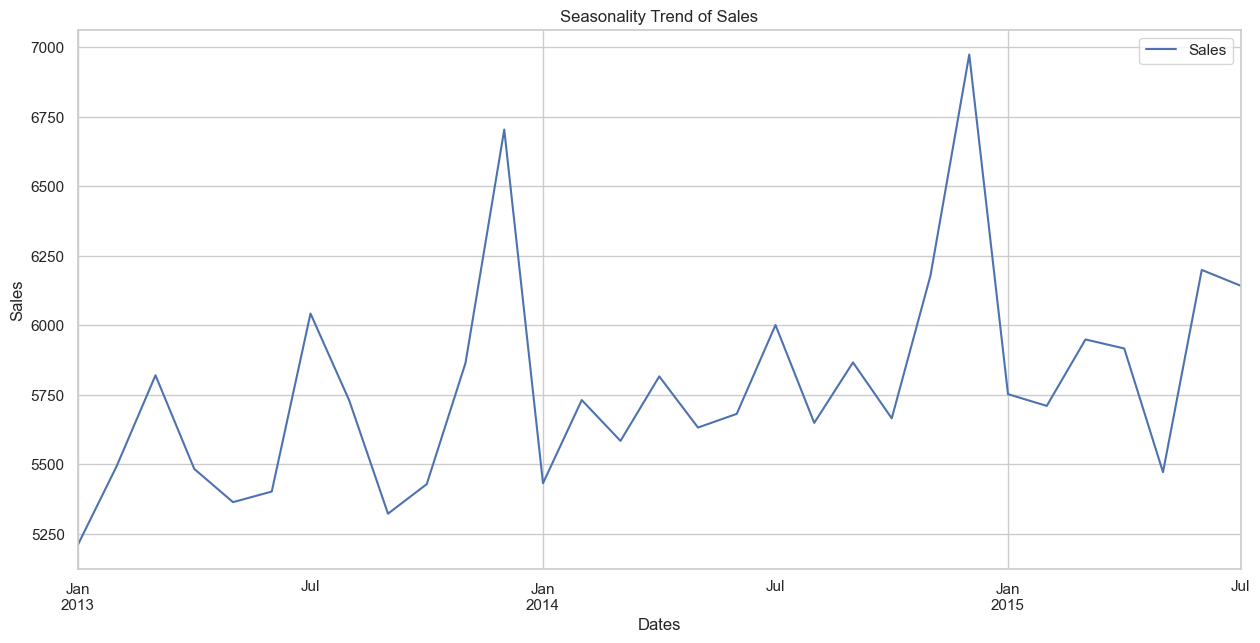 Seasonality Trend of Sales
Sales
7000
6750
6500
6250
6000
5750
5500
5250
Sales
Jan
2013
Jul
Jan
2014
Jul
Jan
2015
Jul
Dates